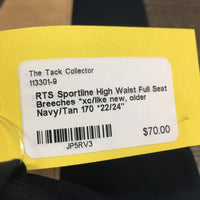 The Tack Collector
113301-9
RTS Sportline High Waist Full Seat
Breeches *xc/like new, older
Navy/Tan 170 *22/24"
$70.00
JP5RV3